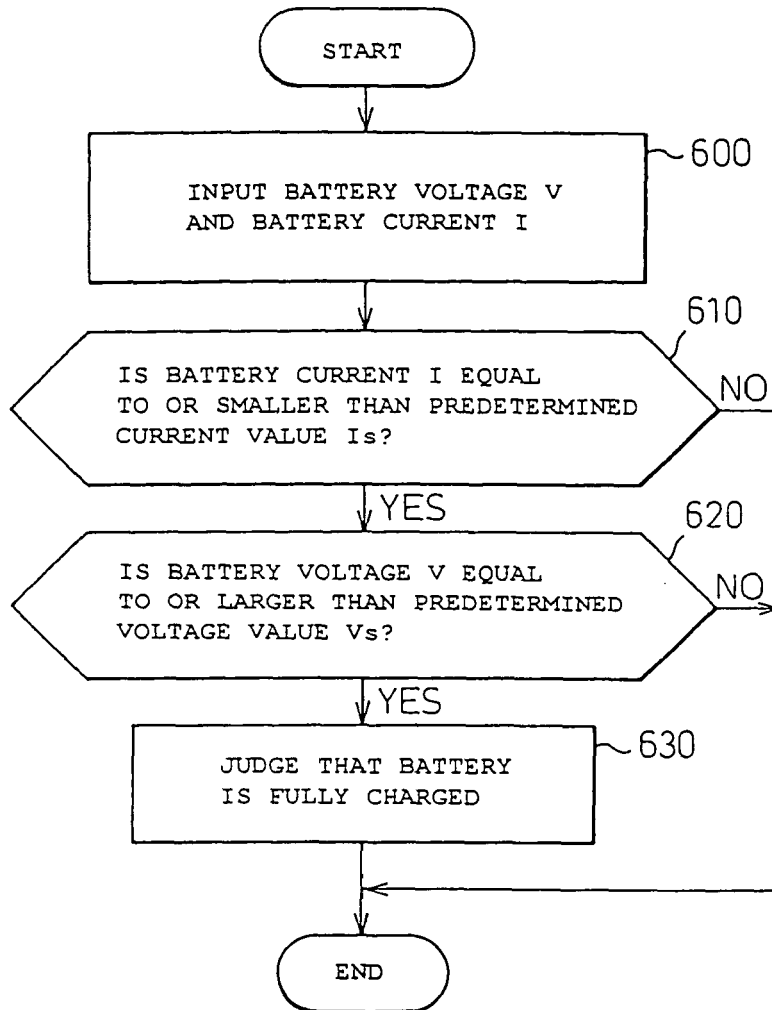 START
600
INPUT BATTERY VOLTAGE V
AND BATTERY CURRENT I
610
IS BATTERY CURRENT I EQUAL
TO OR SMALLER THAN PREDETERMINED
CURRENT VALUE Is?
NO
YES
620
IS BATTERY VOLTAGE V EQUAL
TO OR LARGER THAN PREDETERMINED
VOLTAGE VALUE Vs?
NO
YES
630
JUDGE THAT BATTERY
IS FULLY CHARGED
END